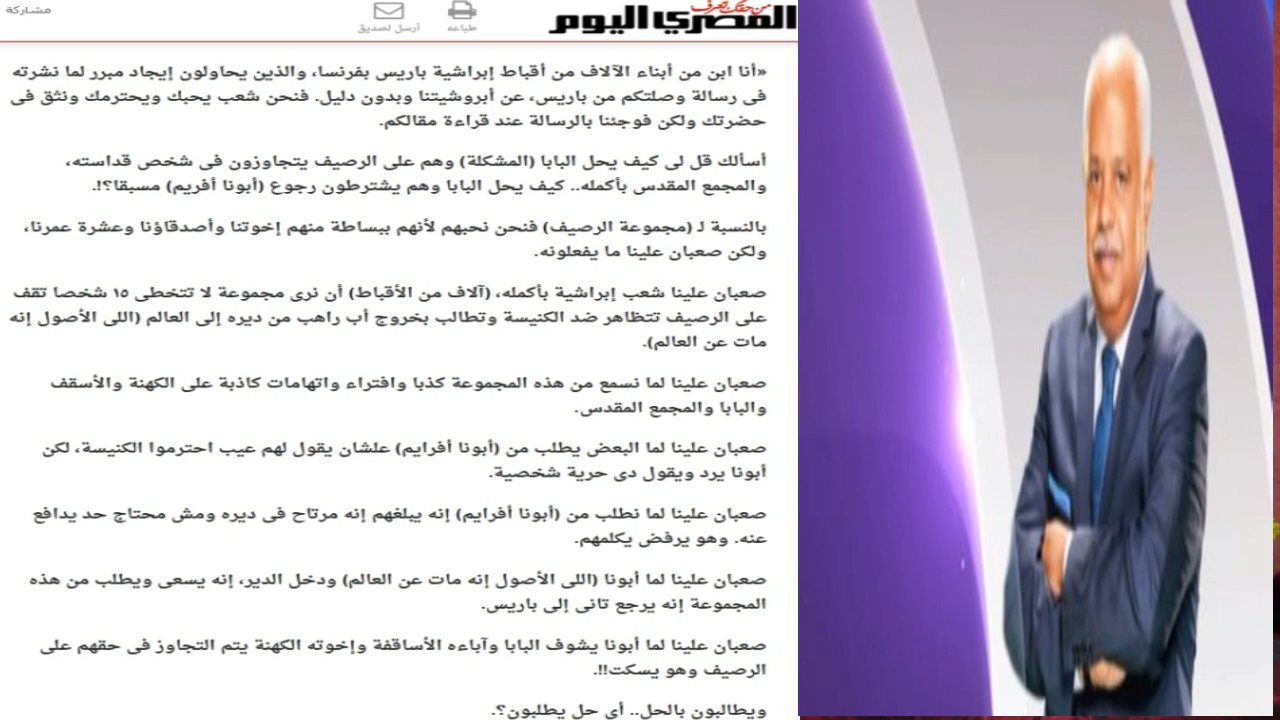 من حقك تعرف
المصري اليوم
طباعه
أرسل لصديق
مشاركة
«أنا ابن من أبناء الآلاف من أقباط إبراشية باريس بفرنسا، والذين يحاولون إيجاد مبرر لما نشرته
فى رسالة وصلتكم من باريس، عن أبروشيتنا وبدون دليل. فنحن شعب يحبك ويحترمك ونثق فى
حضرتك ولكن فوجئنا بالرسالة عند قراءة مقالكم.
أسألك قل لى كيف يحل البابا (المشكلة) وهم على الرصيف يتجاوزون فى شخص قداسته،
والمجمع المقدس بأكمله.. كيف يحل البابا وهم يشترطون رجوع (أبونا أفريم) مسبقا؟!.
بالنسبة لـ (مجموعة الرصيف) فنحن نحبهم لأنهم ببساطة منهم إخوتنا وأصدقاؤنا وعشرة عمرنا،
ولكن صعبان علينا ما يفعلونه.
صعبان علينا شعب إبراشية بأكمله، (آلاف من الأقباط) أن نرى مجموعة لا تتخطى ١٥ شخصا تقف
على الرصيف تتظاهر ضد الكنيسة وتطالب بخروج أب راهب من ديره إلى العالم (اللى الأصول إنه
مات عن العالم).
صعبان علينا لما نسمع من هذه المجموعة كذبا وافتراء واتهامات كاذبة على الكهنة والأسقف
والبابا والمجمع المقدس.
صعبان علينا لما البعض يطلب من (أبونا أفرايم) علشان يقول لهم عيب احترموا الكنيسة، لكن
أبونا يرد ويقول دى حرية شخصية.
صعبان علينا لما نطلب من (أبونا أفرايم) إنه يبلغهم إنه مرتاح فى ديره ومش محتاج حد يدافع
عنه. وهو يرفض يكلمهم.
صعبان علينا لما أبونا (اللى الأصول إنه مات عن العالم) ودخل الدير، إنه يسعى ويطلب من هذه
المجموعة إنه يرجع تانى إلى باريس.
صعبان علينا لما أبونا يشوف البابا وآباءه الأساقفة وإخوته الكهنة يتم التجاوز فى حقهم على
الرصيف وهو يسكت!!.
ويطالبون بالحل.. أى حل يطلبون؟.